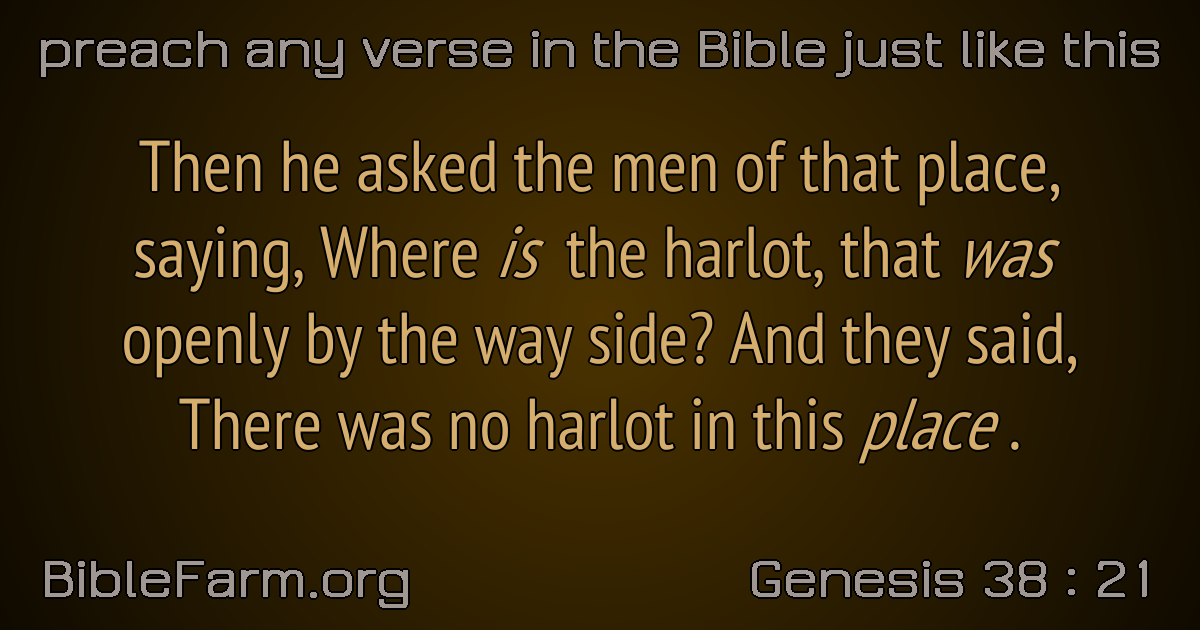 preach any verse in the Bible just like this
Then he asked the men of that place,
saying, Where is the harlot, that was
openly by the way side? And they said,
There was no harlot in this place .
BibleFarm.org
Genesis 38 : 21